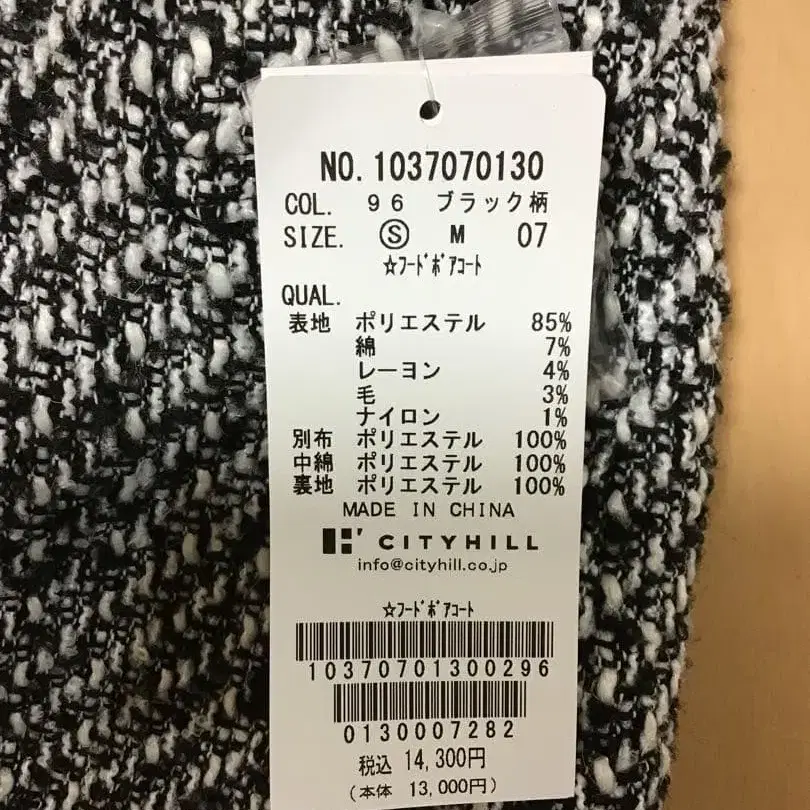 NO. 1037070130
COL. 96 ブラック柄
SIZE. Ⓢ M 07
☆ﾌｰﾄﾞﾎﾞｱｺｰﾄ
QUAL.
表地 ポリエステル 85%
綿 7%
レーヨン 4%
毛 3%
ナイロン 1%
別布 ポリエステル 100%
中綿 ポリエステル 100%
裏地 ポリエステル 100%
MADE IN CHINA
CITYHILL
info@cityhill.co.jp
☆ﾌｰﾄﾞﾎﾞｱｺｰﾄ
10370701300296
0130007282
税込 14,300円
(本体 13,000円)